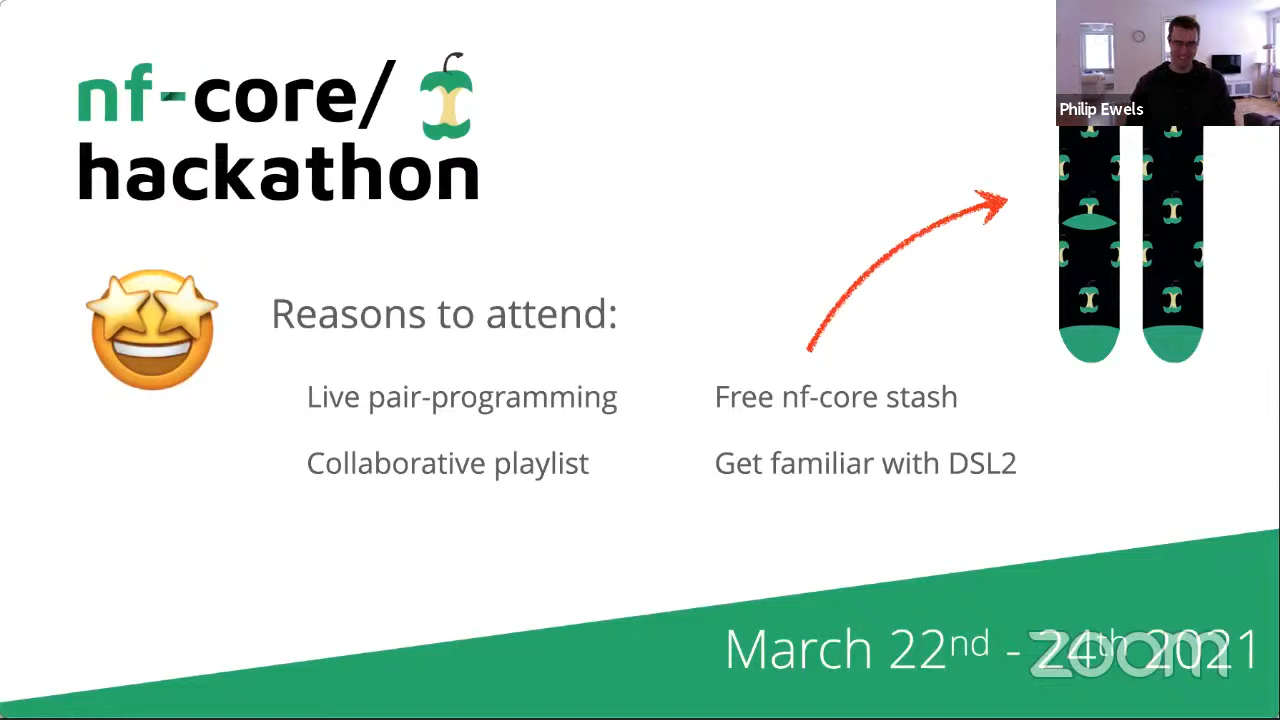 nf-core/
hackathon
Philip Ewels
Reasons to attend:
Live pair-programming
Free nf-core stash
Collaborative playlist
Get familiar with DSL2
March 22nd - 24th 2021
zoom